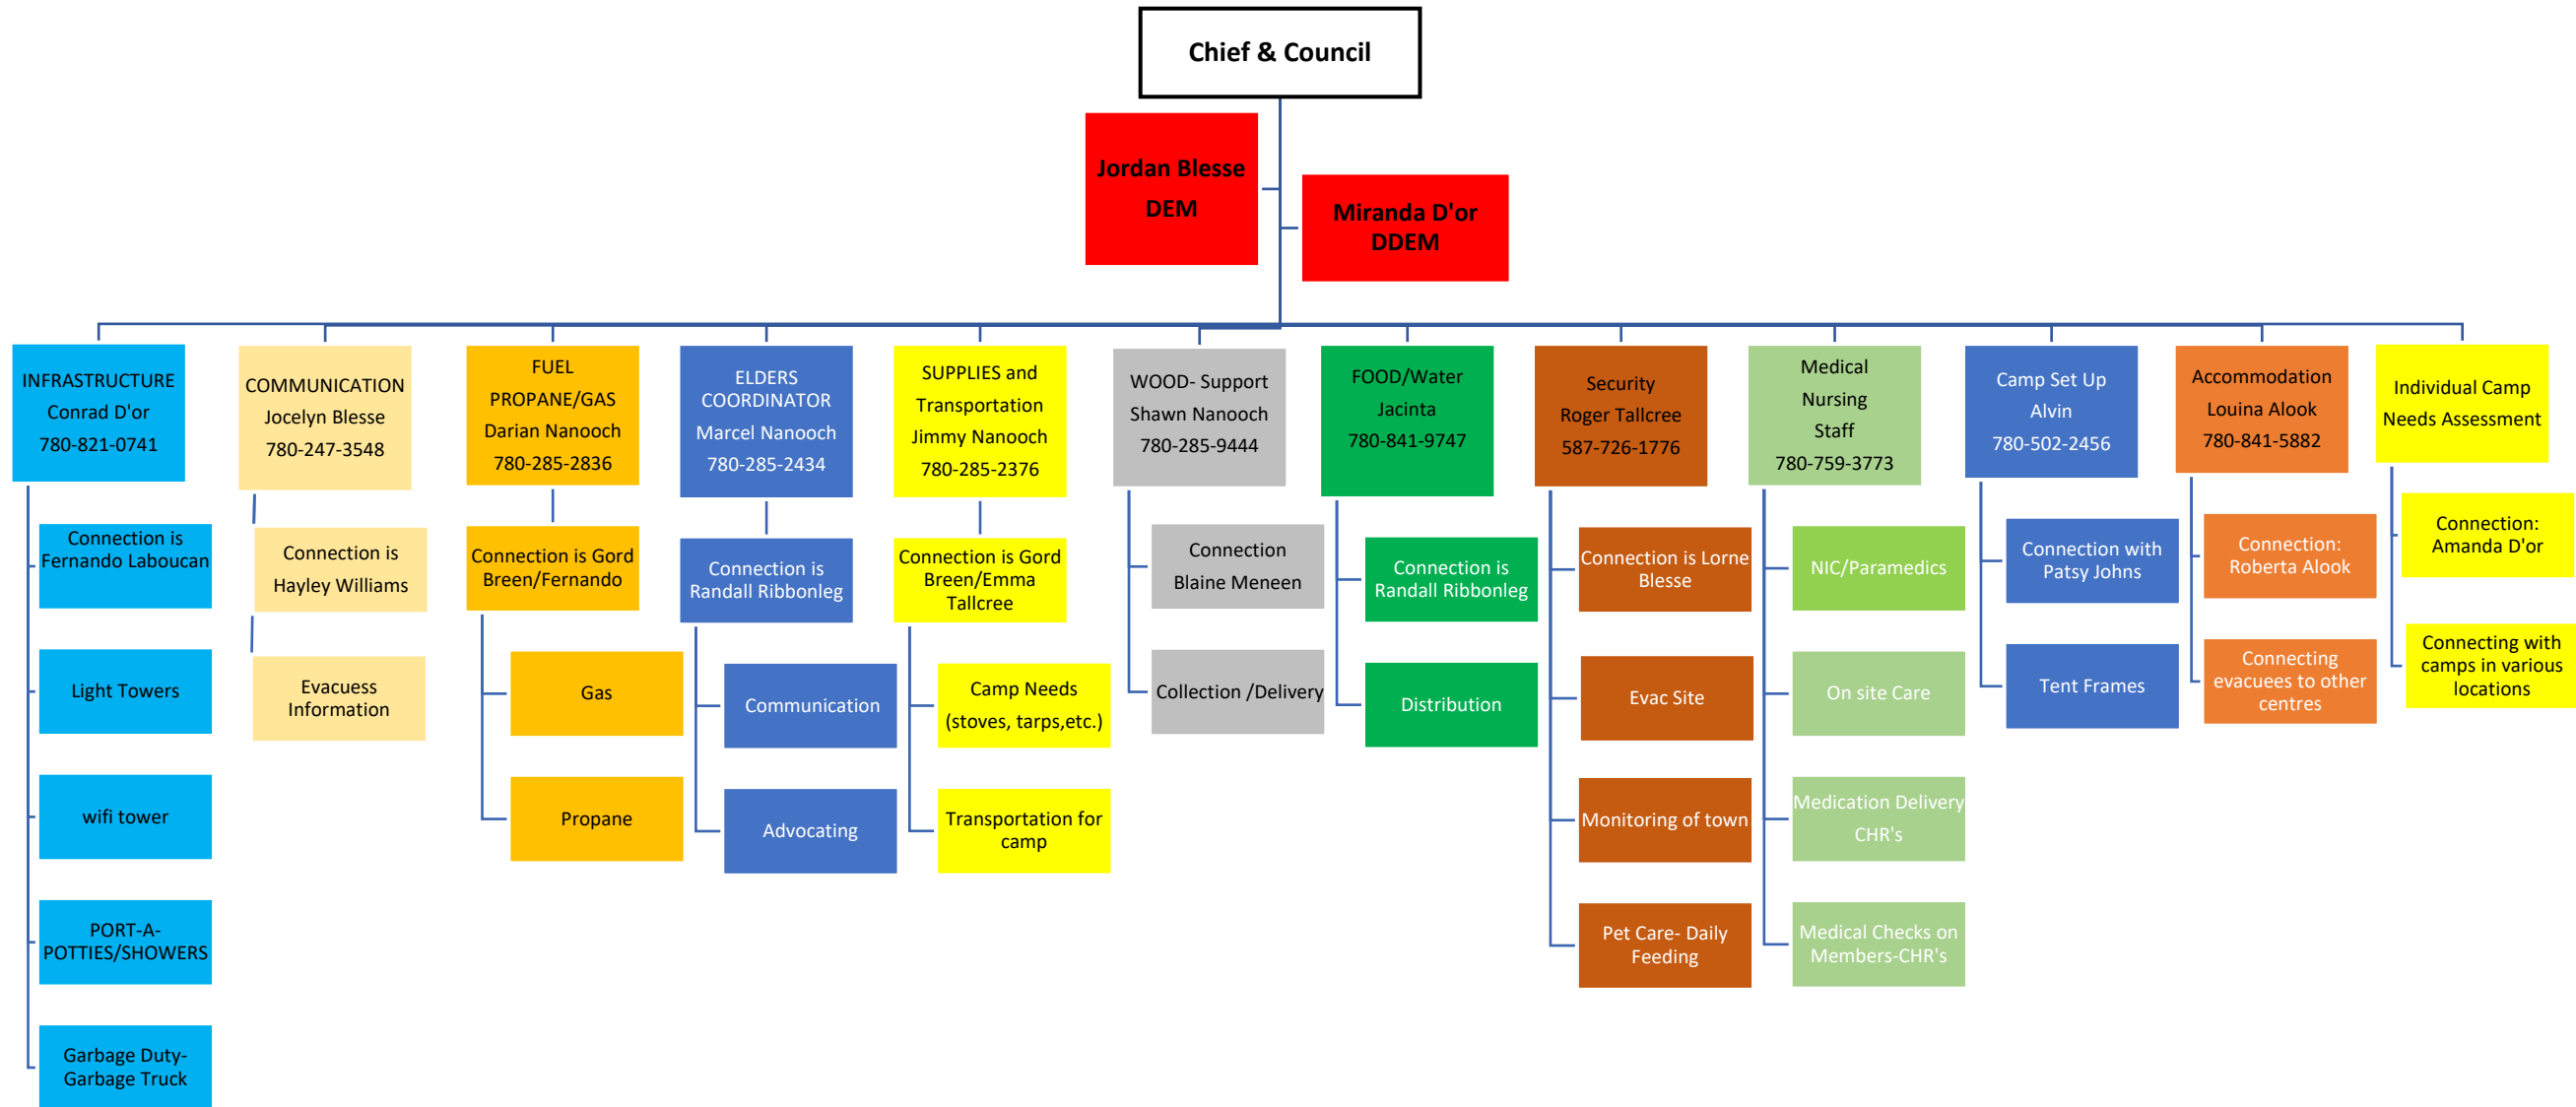 Chief & Council
Jordan Blesse
DEM
Miranda D'or
DDEM
INFRASTRUCTURE
Conrad D'or
780-821-0741
Connection is
Fernando Laboucan
Light Towers
wifi tower
PORT-A-
POTTIES/SHOWERS
Garbage Duty-
Garbage Truck
COMMUNICATION
Jocelyn Blesse
780-247-3548
Connection is
Hayley Williams
Evacuess
Information
FUEL
PROPANE/GAS
Darian Nanooch
780-285-2836
Connection is Gord
Breen/Fernando
Gas
Propane
ELDERS
COORDINATOR
Marcel Nanooch
780-285-2434
Connection is
Randall Ribbonleg
Communication
Advocating
SUPPLIES and
Transportation
Jimmy Nanooch
780-285-2376
Connection is Gord
Breen/Emma
Tallcree
Camp Needs
(stoves, tarps,etc.)
Transportation for
camp
WOOD- Support
Shawn Nanooch
780-285-9444
Connection
Blaine Meneen
Collection /Delivery
FOOD/Water
Jacinta
780-841-9747
Connection is
Randall Ribbonleg
Distribution
Security
Roger Tallcree
587-726-1776
Connection is Lorne
Blesse
Evac Site
Monitoring of town
Pet Care- Daily
Feeding
Medical
Nursing
Staff
780-759-3773
NIC/Paramedics
On site Care
Medication Delivery
CHR's
Medical Checks on
Members-CHR's
Camp Set Up
Alvin
780-502-2456
Connection with
Patsy Johns
Tent Frames
Accommodation
Louina Alook
780-841-5882
Connection:
Roberta Alook
Connecting
evacuees to other
centres
Individual Camp
Needs Assessment
Connection:
Amanda D'or
Connecting with
camps in various
locations